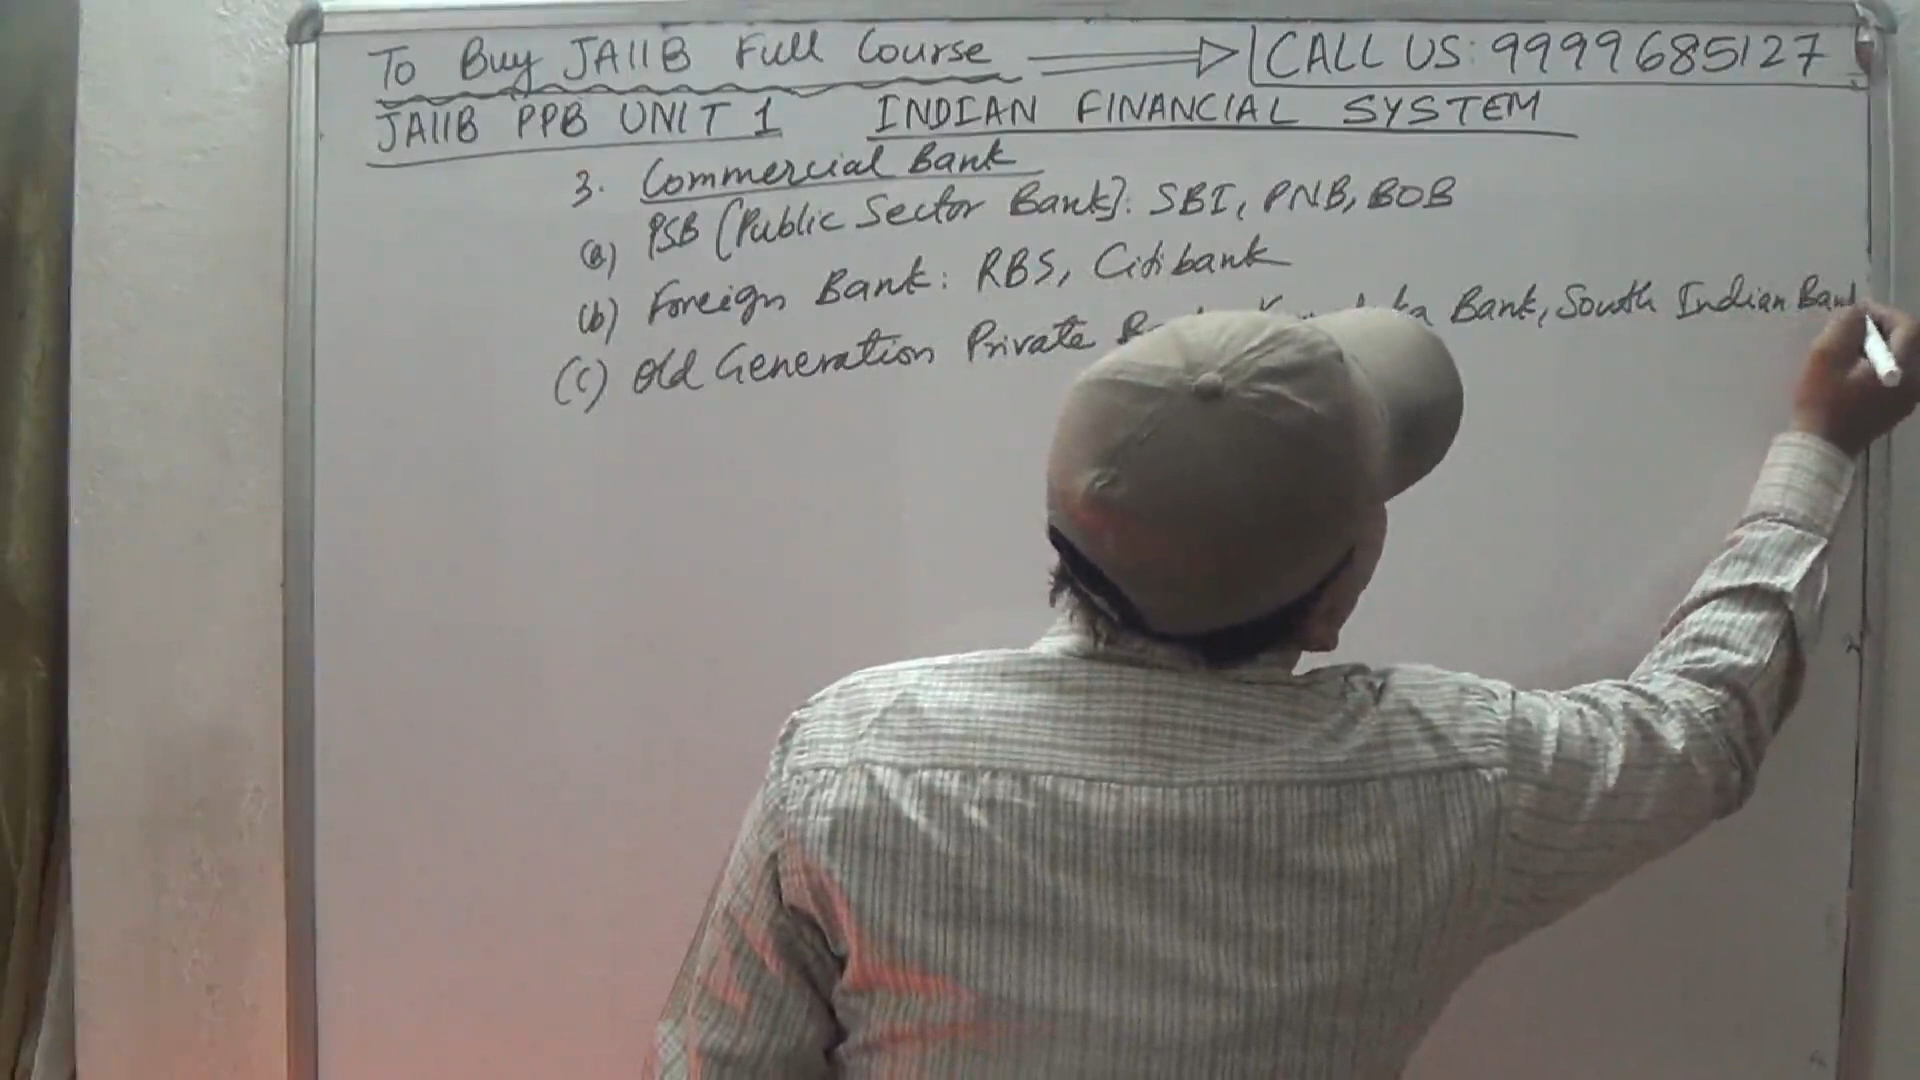 To Buy JAIIB Full Course CALL US: 9999685127
JAIIB PPB UNIT 1 INDIAN FINANCIAL SYSTEM
3. Commercial Bank
(a) PSB [Public Sector Bank]: SBI, PNB, BOB
(b) Foreign Bank: RBS, Citibank
(c) Old Generation Private Bank, South Indian Bank